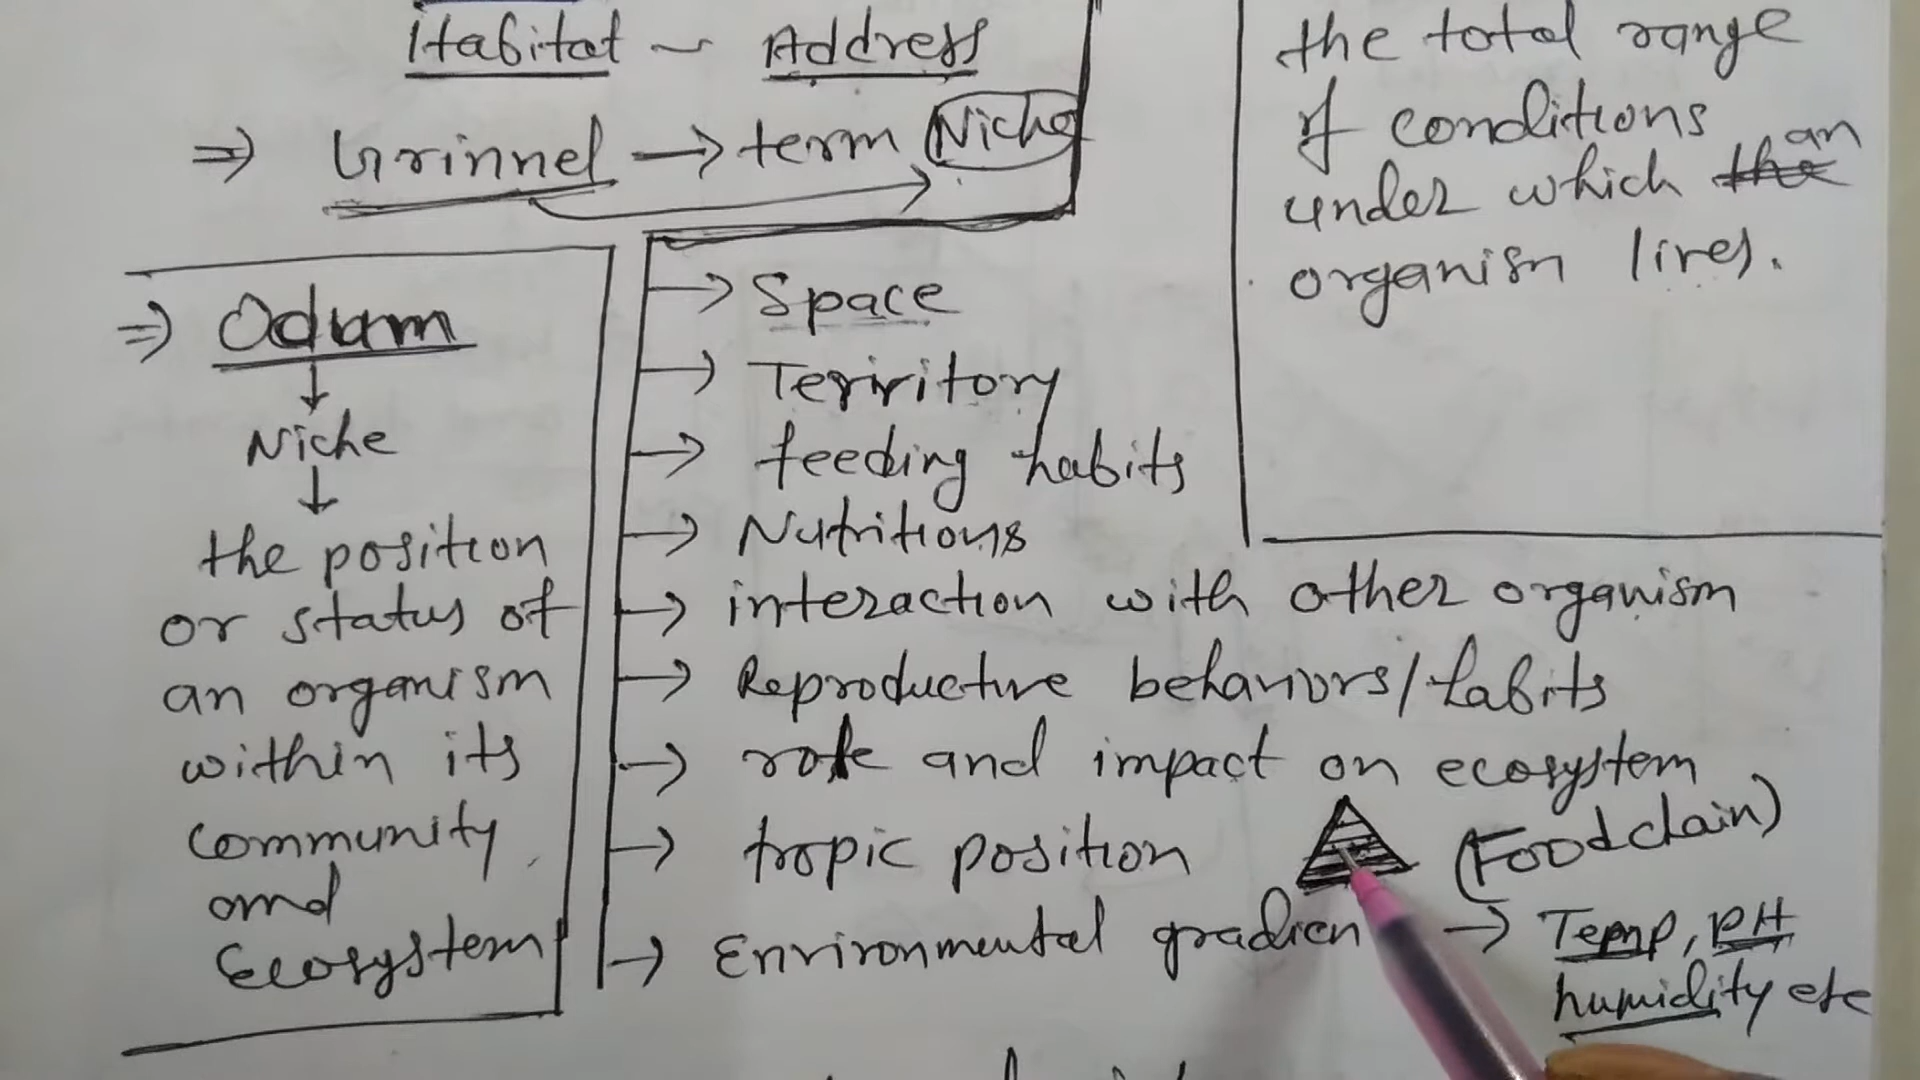 Habitat ~ Address
⇒ Grinnel → term Niche
⇒ Odum
↓
Niche
↓
the position
or status of
an organism
within its
community
and
Ecosystem
→ Space
→ Teriritory
→ feeding habits
→ Nutritions
→ interaction with other organism
→ Reproductive behaviors/habits
→ role and impact on ecosystem
→ tropic position (Food chain)
→ Environmental gradien → Temp, PH
humidity etc
the total range
of conditions
under which the an
organism lives.